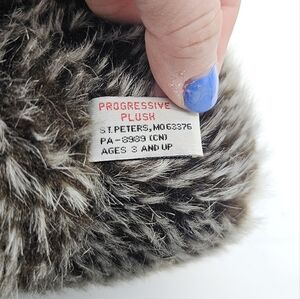 PROGRESSIVE
PLUSH
ST. PETERS, MO 63376
PA-8989 (CN)
AGES 3 AND UP